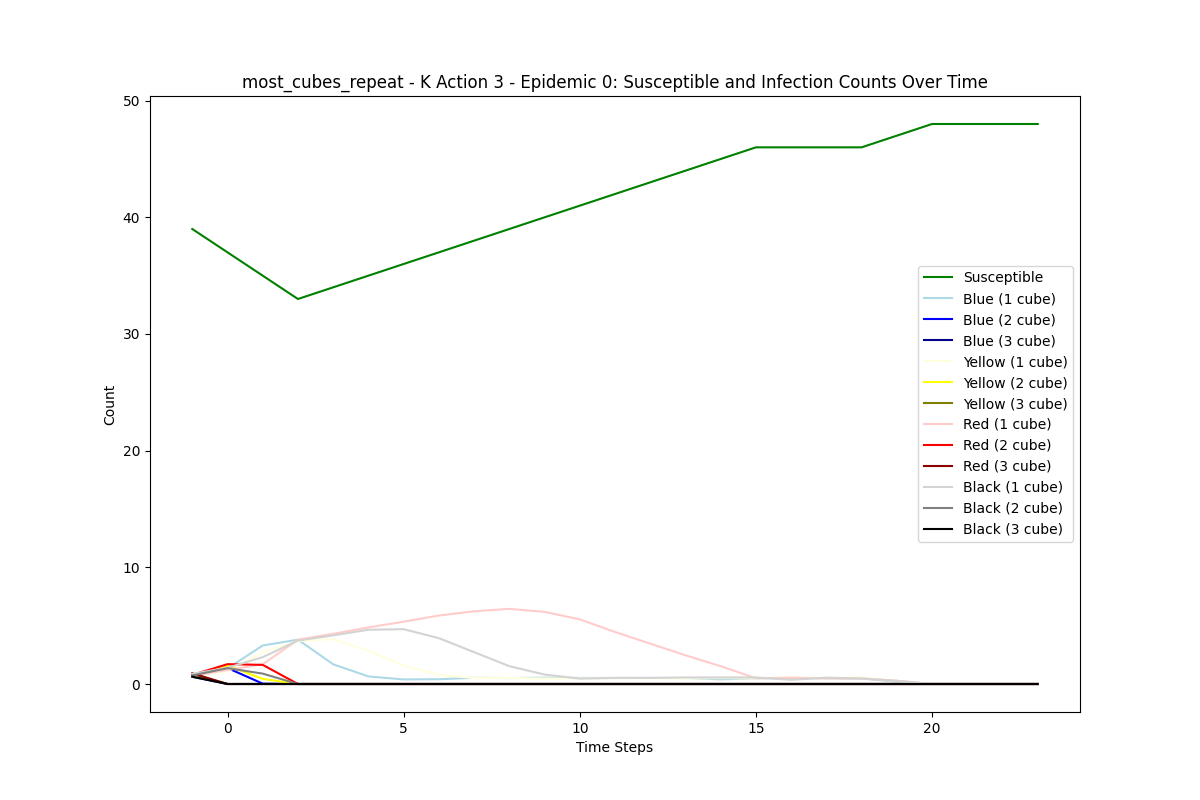 most_cubes_repeat - K Action 3 - Epidemic 0: Susceptible and Infection Counts Over Time
50
40
30
20
10
0
Count
Susceptible
Blue (1 cube)
Blue (2 cube)
Blue (3 cube)
Yellow (1 cube)
Yellow (2 cube)
Yellow (3 cube)
Red (1 cube)
Red (2 cube)
Red (3 cube)
Black (1 cube)
Black (2 cube)
Black (3 cube)
0 5 10 15 20
Time Steps